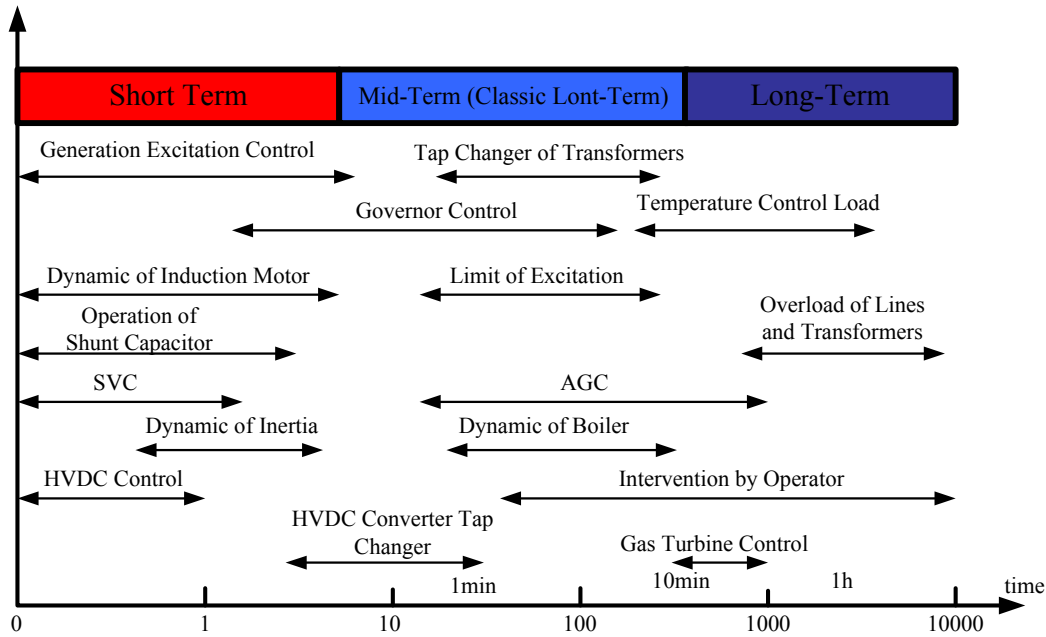 Short Term
Mid-Term (Classic Lont-Term)
Long-Term
Generation Excitation Control
Tap Changer of Transformers
Governor Control
Temperature Control Load
Dynamic of Induction Motor
Limit of Excitation
Operation of
Shunt Capacitor
Overload of Lines
and Transformers
SVC
AGC
Dynamic of Inertia
Dynamic of Boiler
HVDC Control
Intervention by Operator
HVDC Converter Tap
Changer
Gas Turbine Control
1min
10min
1h
time
0
1
10
100
1000
10000